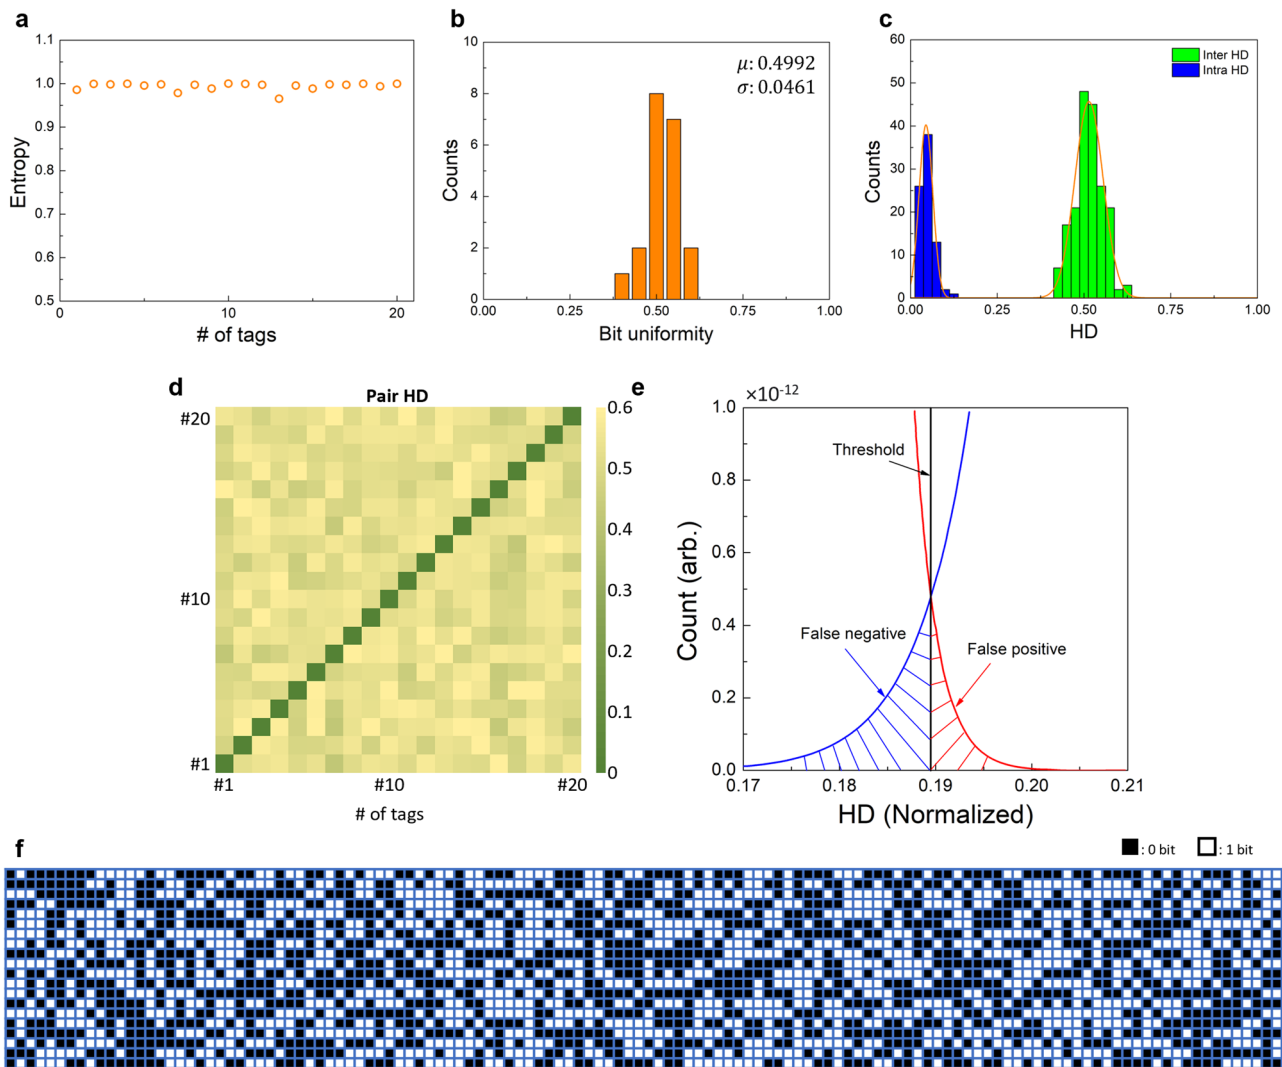 a
1.1
1.0
0.9
1.0
0.8
0.7
0.6
0.5
Entropy
0
10
20
# of tags
b
10
8
6
4
2
0
Counts
μ: 0.4992
σ: 0.0461
0.00
0.25
0.50
0.75
1.00
Bit uniformity
c
60
50
40
30
20
10
0
Counts
Inter HD
Intra HD
0.00
0.25
0.50
0.75
1.00
HD
d
Pair HD
#20
#10
#1
#1
#10
#20
# of tags
0.6
0.5
0.4
0.3
0.2
0.1
0
e
×10-12
1.0
0.8
0.6
0.4
0.2
0.0
Count (arb.)
Threshold
False negative
False positive
0.17
0.18
0.19
0.20
0.21
HD (Normalized)
f
: 0 bit
: 1 bit